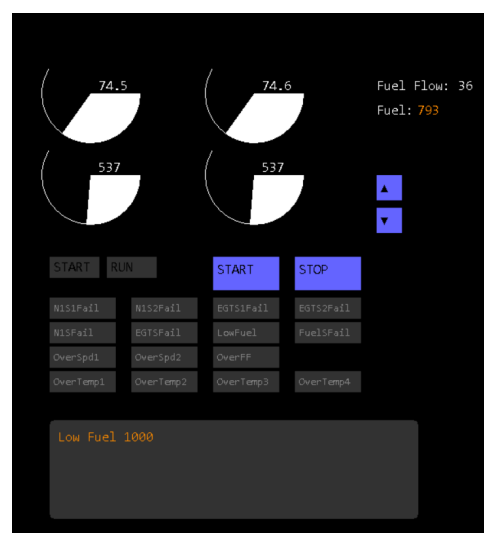 74.5 74.6 Fuel Flow: 36
Fuel: 793
537 537
▲
▼
START RUN START STOP
N1S1Fail N1S2Fail EGTS1Fail EGTS2Fail
N1SFail EGTSFail LowFuel FuelSFail
OverSpd1 OverSpd2 OverFF
OverTemp1 OverTemp2 OverTemp3 OverTemp4
Low Fuel 1000